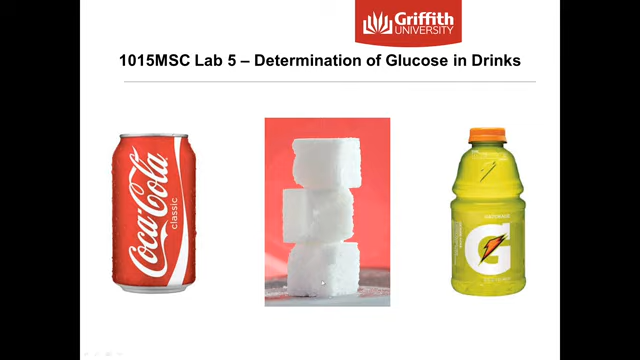 Griffith
UNIVERSITY
1015MSC Lab 5 – Determination of Glucose in Drinks
Coca-Cola
classic
G